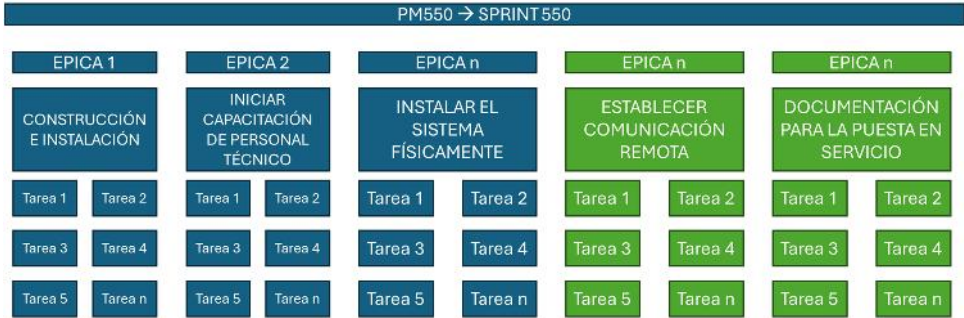 PM550 → SPRINT 550
EPICA 1
EPICA 2
EPICA n
EPICA n
EPICA n
CONSTRUCCIÓN
E INSTALACIÓN
INICIAR
CAPACITACIÓN
DE PERSONAL
TÉCNICO
INSTALAR EL
SISTEMA
FÍSICAMENTE
ESTABLECER
COMUNICACIÓN
REMOTA
DOCUMENTACIÓN
PARA LA PUESTA EN
SERVICIO
Tarea 1 Tarea 2 Tarea 1 Tarea 2 Tarea 1 Tarea 2 Tarea 1 Tarea 2 Tarea 1 Tarea 2
Tarea 3 Tarea 4 Tarea 3 Tarea 4 Tarea 3 Tarea 4 Tarea 3 Tarea 4 Tarea 3 Tarea 4
Tarea 5 Tarea n Tarea 5 Tarea n Tarea 5 Tarea n Tarea 5 Tarea n Tarea 5 Tarea n